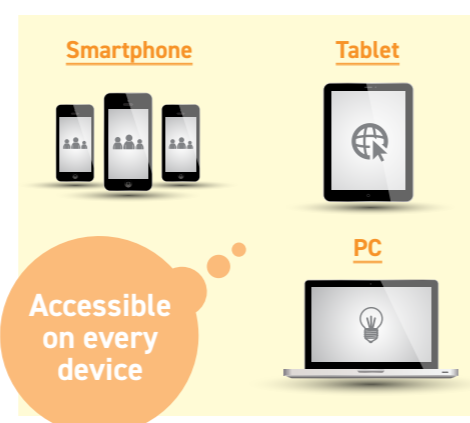 Smartphone
Tablet
PC
Accessible
on every
device